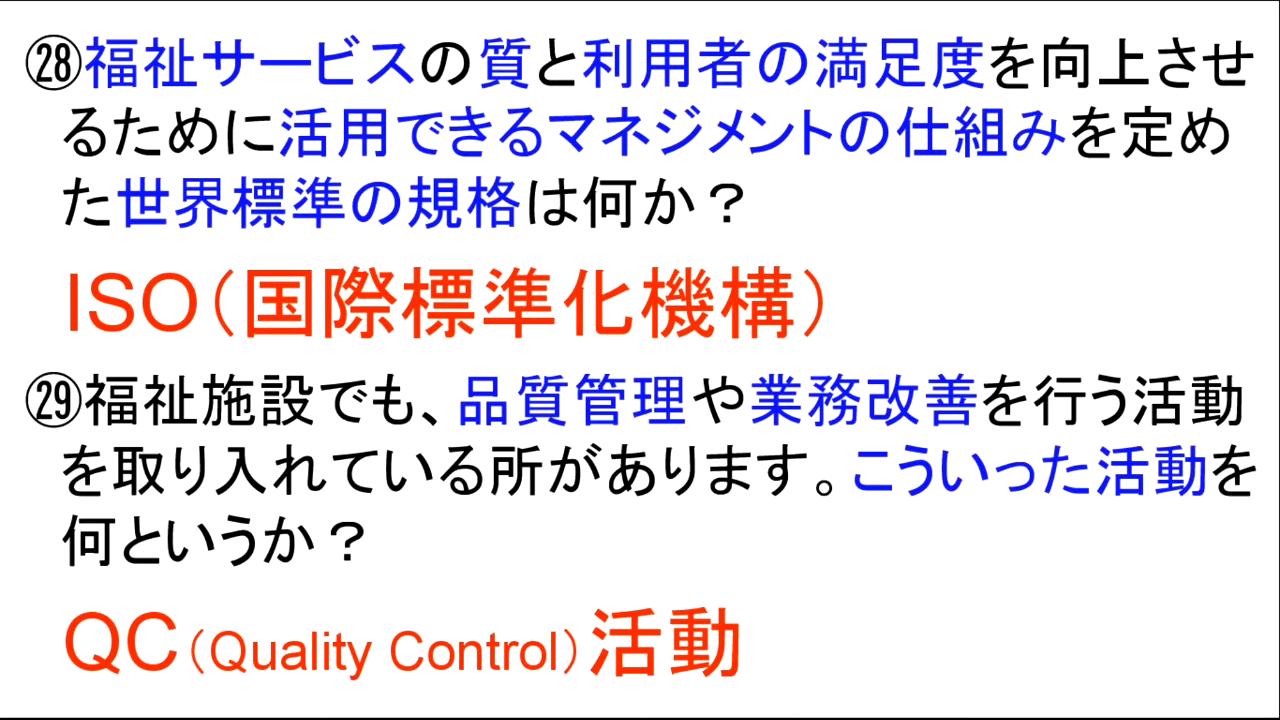 ㉘福祉サービスの質と利用者の満足度を向上させ
るために活用できるマネジメントの仕組みを定め
た世界標準の規格は何か？
ISO（国際標準化機構）
㉙福祉施設でも、品質管理や業務改善を行う活動
を取り入れている所があります。こういった活動を
何というか？
QC（Quality Control）活動